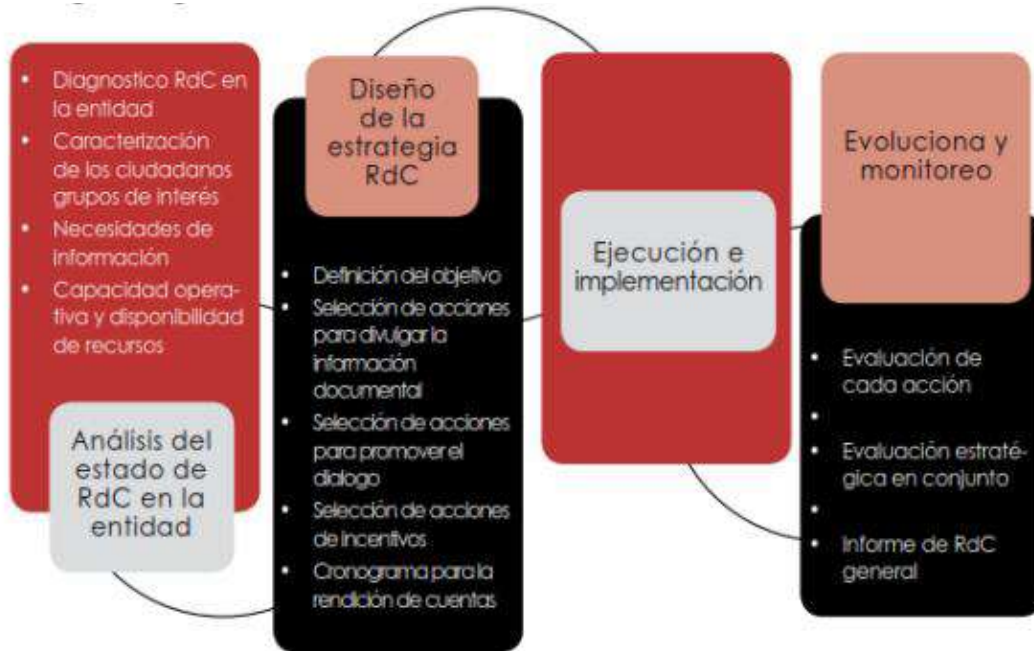 • Diagnostico RdC en
la entidad
• Caracterización
de los ciudadanos
grupos de interés
• Necesidades de
información
• Capacidad opera-
tiva y disponibilidad
de recursos
Análisis del
estado de
RdC en la
entidad
Diseño
de la
estrategia
RdC
• Definición del objetivo
• Selección de acciones
para divulgar la
información
documental
• Selección de acciones
para promover el
dialogo
• Selección de acciones
de incentivos
• Cronograma para la
rendición de cuentas
Ejecución e
implementación
Evoluciona y
monitoreo
• Evaluación de
cada acción
•
• Evaluación estraté-
gica en conjunto
•
• Informe de RdC
general